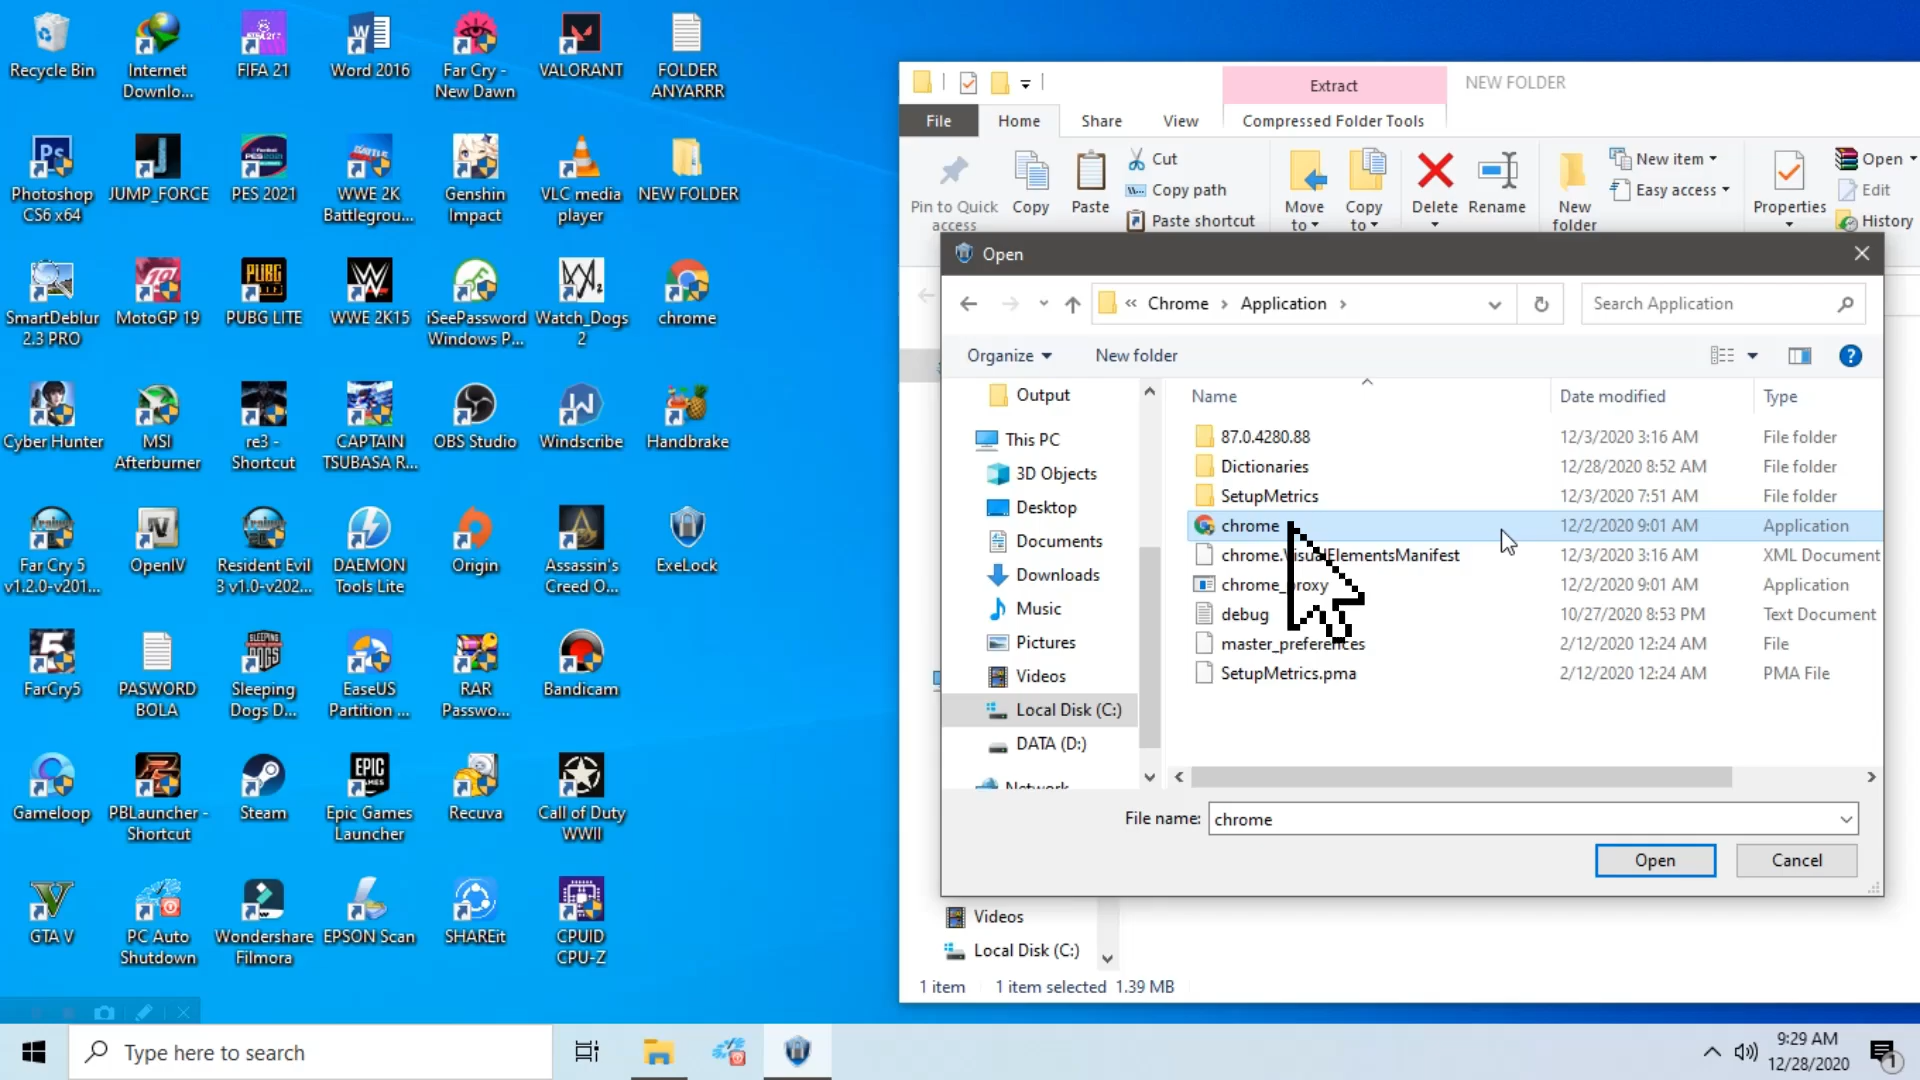 Recycle Bin
Internet
Downlo...
FIFA 21
Word 2016
Far Cry -
New Dawn
VALORANT
FOLDER
ANYARRR
Photoshop
CS6 x64
JUMP_FORCE
PES 2021
WWE 2K
Battlegrou...
Genshin
Impact
VLC media
player
NEW FOLDER
SmartDeblur
2.3 PRO
MotoGP 19
PUBG LITE
WWE 2K15
iSeePassword
Windows P...
Watch_Dogs
2
chrome
Cyber Hunter
MSI
Afterburner
re3 -
Shortcut
CAPTAIN
TSUBASA R...
OBS Studio
Windscribe
Handbrake
Far Cry 5
v1.2.0-v201...
OpenIV
Resident Evil
3 v1.0-v202...
DAEMON
Tools Lite
Origin
Assassin's
Creed O...
ExeLock
FarCry5
PASWORD
BOLA
Sleeping
Dogs D...
EaseUS
Partition ...
RAR
Passwo...
Bandicam
Gameloop
PBLauncher -
Shortcut
Steam
Epic Games
Launcher
Recuva
Call of Duty
WWII
GTA V
PC Auto
Shutdown
Wondershare
Filmora
EPSON Scan
SHAREit
CPUID
CPU-Z
Extract
NEW FOLDER
File
Home
Share
View
Compressed Folder Tools
Pin to Quick
access
Copy
Paste
Cut
Copy path
Paste shortcut
Move
to
Copy
to
Delete
Rename
New
folder
New item
Easy access
Properties
Open
Edit
History
Open
« Chrome › Application ›
Search Application
Organize
New folder
Output
This PC
3D Objects
Desktop
Documents
Downloads
Music
Pictures
Videos
Local Disk (C:)
DATA (D:)
Network
Name Date modified Type
87.0.4280.88 12/3/2020 3:16 AM File folder
Dictionaries 12/28/2020 8:52 AM File folder
SetupMetrics 12/3/2020 7:51 AM File folder
chrome 12/2/2020 9:01 AM Application
chrome.VisualElementsManifest 12/3/2020 3:16 AM XML Document
chrome_proxy 12/2/2020 9:01 AM Application
debug 10/27/2020 8:53 PM Text Document
master_preferences 2/12/2020 12:24 AM File
SetupMetrics.pma 2/12/2020 12:24 AM PMA File
File name: chrome
Open
Cancel
Videos
Local Disk (C:)
1 item 1 item selected 1.39 MB
Type here to search
9:29 AM
12/28/2020
1